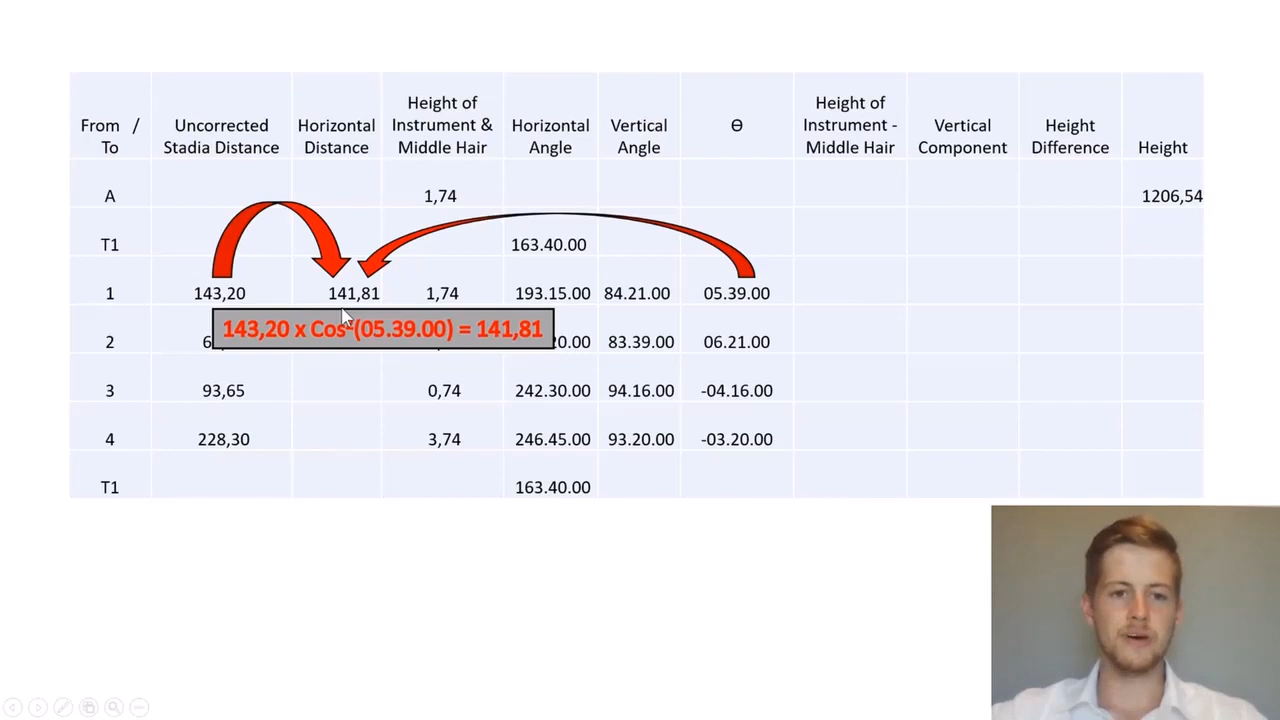 From / To
Uncorrected Stadia Distance
Horizontal Distance
Height of Instrument & Middle Hair
Horizontal Angle
Vertical Angle
Ɵ
Height of Instrument - Middle Hair
Vertical Component
Height Difference
Height
A 1,74 1206,54
T1 163.40.00
1 143,20 141,81 1,74 193.15.00 84.21.00 05.39.00
143,20 x Cos²(05.39.00) = 141,81
2 83.39.00 06.21.00
3 93,65 0,74 242.30.00 94.16.00 -04.16.00
4 228,30 3,74 246.45.00 93.20.00 -03.20.00
T1 163.40.00